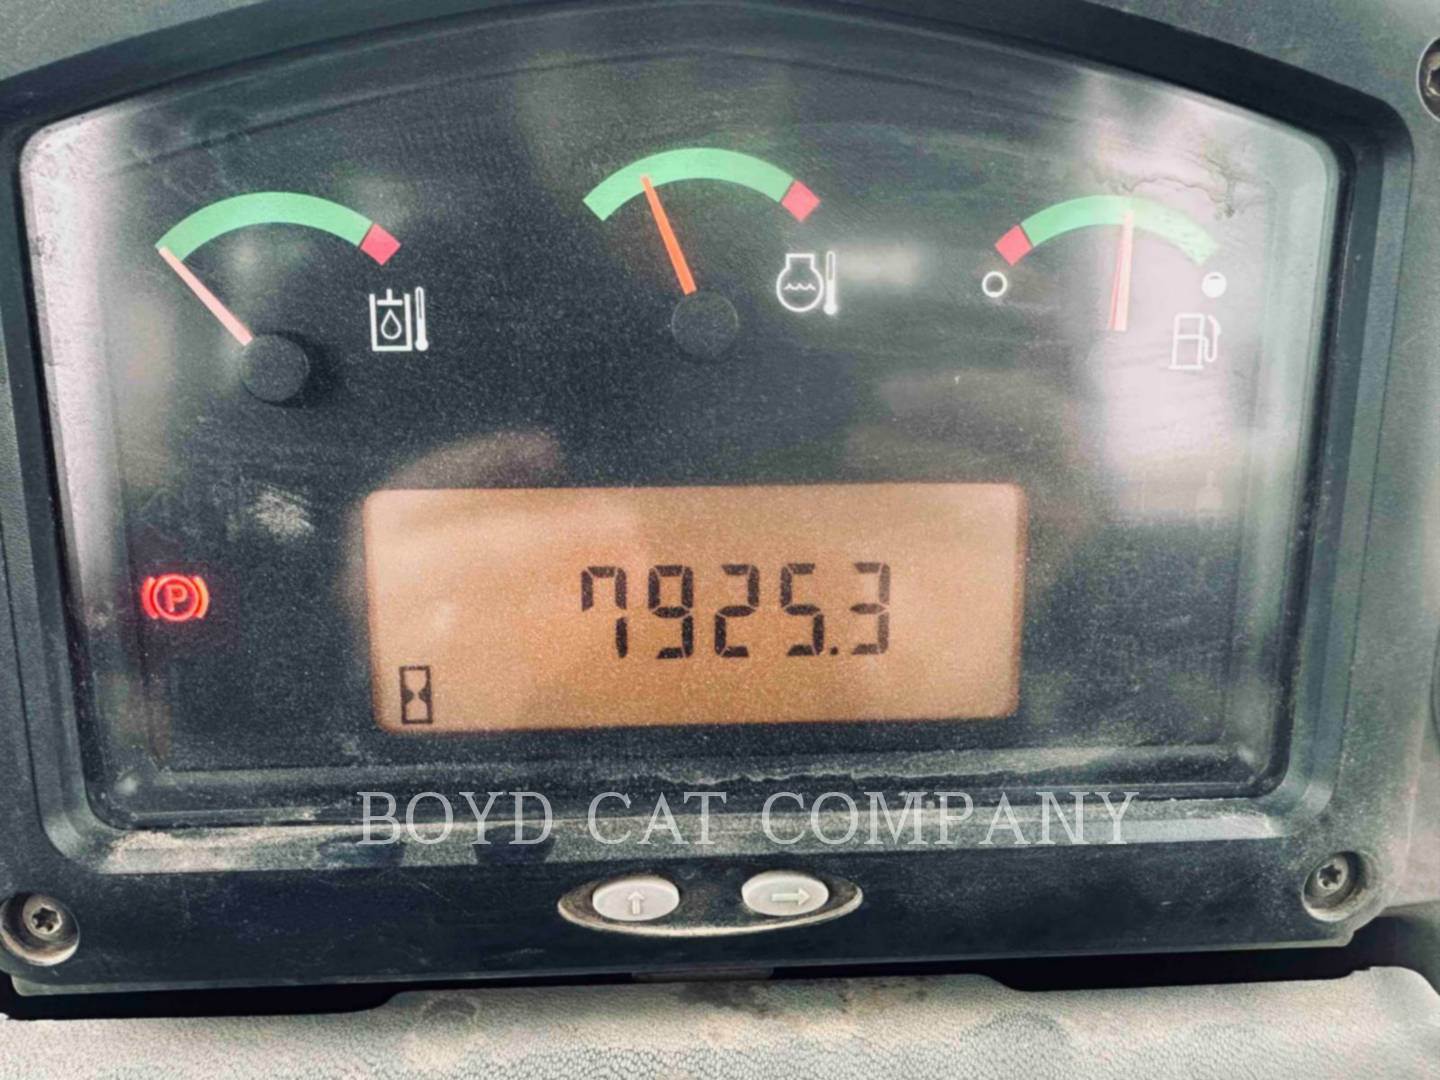 P
7925.3
BOYD CAT COMPANY